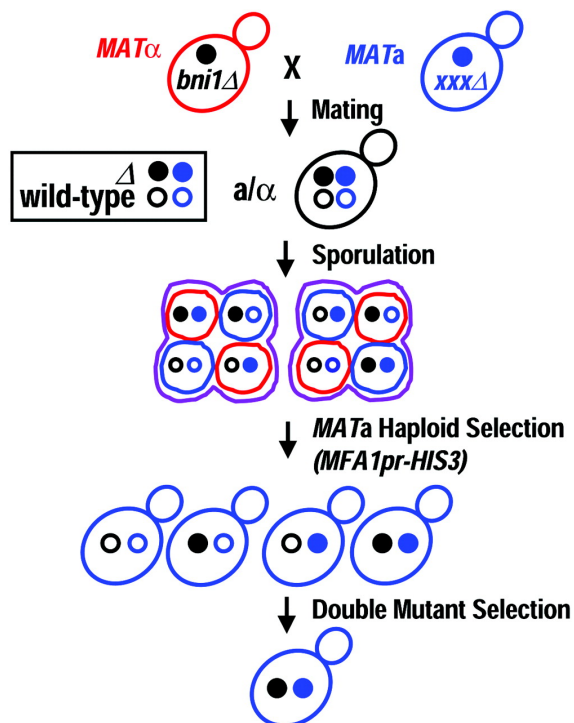 MATα
bni1Δ
X
MATa
xxxΔ
Mating
Δ
wild-type
a/α
Sporulation
MATa Haploid Selection
(MFA1pr-HIS3)
Double Mutant Selection